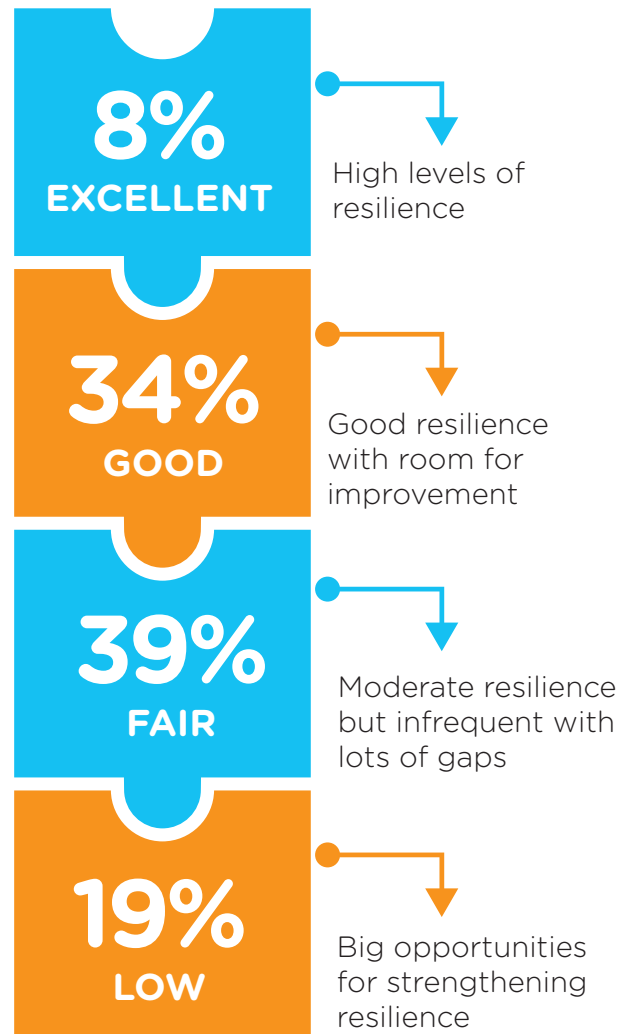 8%
EXCELLENT
High levels of
resilience
34%
GOOD
Good resilience
with room for
improvement
39%
FAIR
Moderate resilience
but infrequent with
lots of gaps
19%
LOW
Big opportunities
for strengthening
resilience